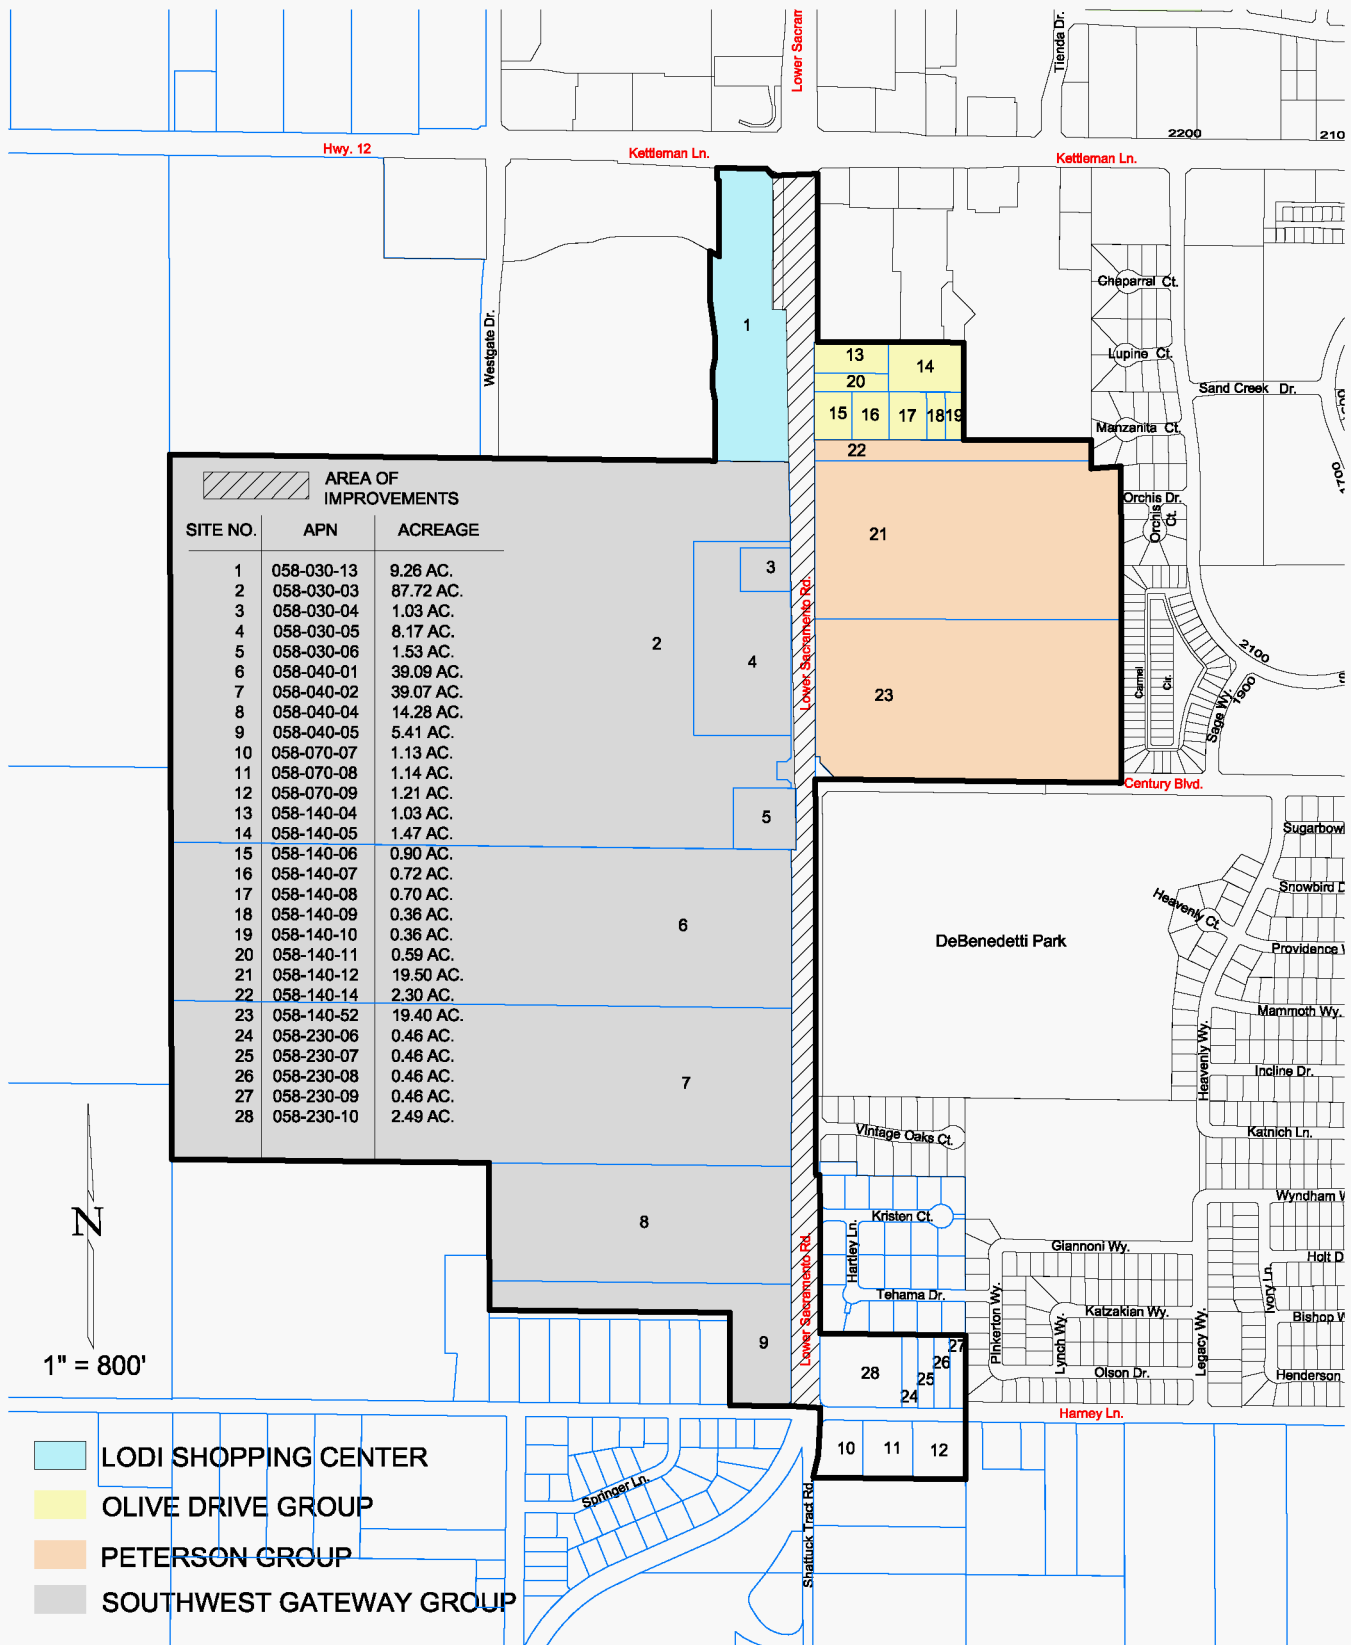 Lower Sacram
Tienda Dr.
2200
210
Hwy. 12
Kettleman Ln.
Kettleman Ln.
Chaparral Ct.
Westgate Dr.
1
Lupine Ct.
13
14
20
Sand Creek Dr.
15 16 17 18 19
Manzanita Ct.
22
1700
AREA OF
IMPROVEMENTS
Orchis Dr.
Orchis Ct.
SITE NO. APN ACREAGE
21
1 058-030-13 9.26 AC.
2 058-030-03 87.72 AC.
3 058-030-04 1.03 AC.
4 058-030-05 8.17 AC.
5 058-030-06 1.53 AC.
6 058-040-01 39.09 AC.
7 058-040-02 39.07 AC.
8 058-040-04 14.28 AC.
9 058-040-05 5.41 AC.
10 058-070-07 1.13 AC.
11 058-070-08 1.14 AC.
12 058-070-09 1.21 AC.
13 058-140-04 1.03 AC.
14 058-140-05 1.47 AC.
15 058-140-06 0.90 AC.
16 058-140-07 0.72 AC.
17 058-140-08 0.70 AC.
18 058-140-09 0.36 AC.
19 058-140-10 0.36 AC.
20 058-140-11 0.59 AC.
21 058-140-12 19.50 AC.
22 058-140-14 2.30 AC.
23 058-140-52 19.40 AC.
24 058-230-06 0.46 AC.
25 058-230-07 0.46 AC.
26 058-230-08 0.46 AC.
27 058-230-09 0.46 AC.
28 058-230-10 2.49 AC.
3
2
4
Lower Sacramento Rd.
23
Carmel Cir.
2100
1900
Sage Wy.
Century Blvd.
5
Sugarbowl
Snowbird D
Heavenly Ct.
6
DeBenedetti Park
Providence W
Mammoth Wy.
Heavenly Wy.
7
Incline Dr.
Vintage Oaks Ct.
Katnich Ln.
Wyndham W
N
8
Kristen Ct.
Hartley Ln.
Giannoni Wy.
Holt D
Tehama Dr.
Pinkerton Wy.
Katzakian Wy.
Ivory Ln.
Bishop W
Lower Sacramento Rd.
9
Lynch Wy.
Legacy Wy.
1" = 800'
28
24
25
26
27
Olson Dr.
Henderson
Harney Ln.
10 11 12
LODI SHOPPING CENTER
Springer Ln.
Shattuck Tract Rd.
OLIVE DRIVE GROUP
PETERSON GROUP
SOUTHWEST GATEWAY GROUP